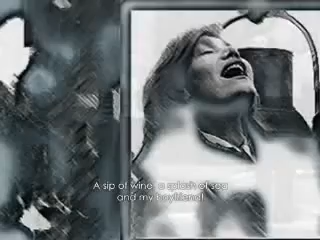 A sip of wine, a splash of sea
and my boyfriend!